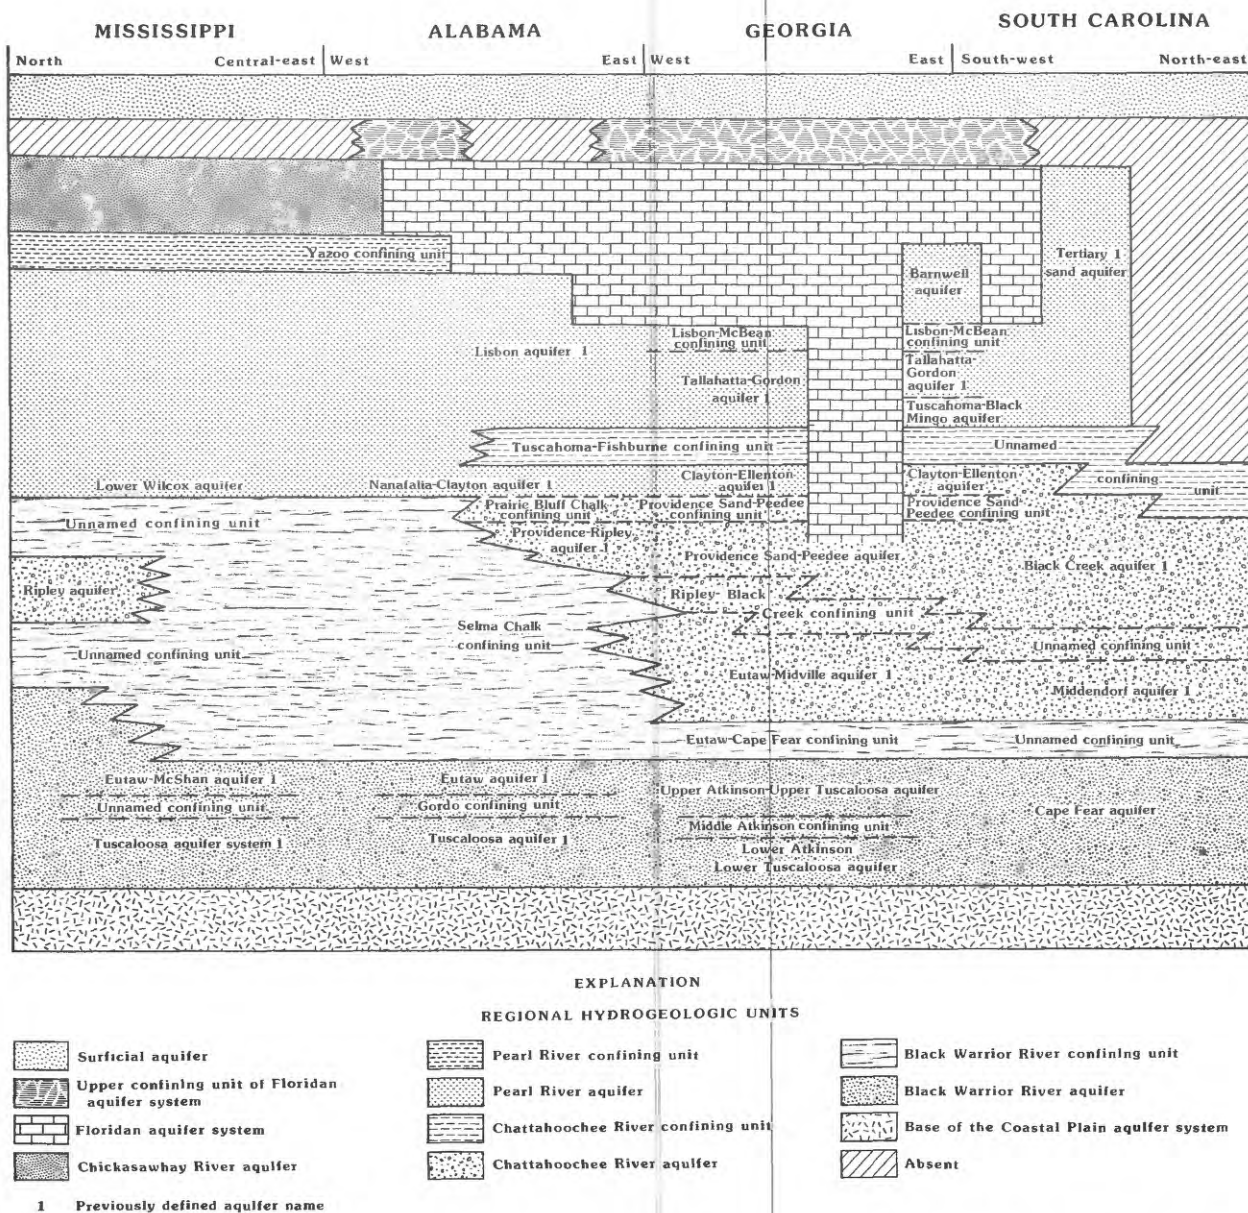 MISSISSIPPI
ALABAMA
GEORGIA
SOUTH CAROLINA
North
Central-east
West
East
West
East
South-west
North-east
Yazoo confining unit
Barnwell
aquifer
Tertiary 1
sand aquifer
Lisbon aquifer 1
Lisbon-McBean
confining unit
Lisbon-McBean
confining unit
Tallahatta-Gordon
aquifer 1
Tallahatta-
Gordon
aquifer 1
Tuscahoma-Black
Mingo aquifer
Tuscahoma-Fishburne confining unit
Unnamed
confining
unit
Lower Wilcox aquifer
Nanafalia-Clayton aquifer 1
Clayton-Ellenton
aquifer 1
Clayton-Ellenton
aquifer
Unnamed confining unit
Prairie Bluff Chalk
confining unit
Providence Sand-Peedee
confining unit
Providence Sand-
Peedee confining unit
Providence-Ripley
aquifer 1
Providence Sand-Peedee aquifer
Black Creek aquifer 1
Ripley aquifer
Ripley- Black
Creek confining unit
Selma Chalk
confining unit
Unnamed confining unit
Unnamed confining unit
Eutaw-Midville aquifer 1
Middendorf aquifer 1
Eutaw-Cape Fear confining unit
Unnamed confining unit
Eutaw-McShan aquifer 1
Eutaw aquifer 1
Upper Atkinson-Upper Tuscaloosa aquifer
Unnamed confining unit
Gordo confining unit
Middle Atkinson confining unit
Cape Fear aquifer
Tuscaloosa aquifer system 1
Tuscaloosa aquifer 1
Lower Atkinson
Lower Tuscaloosa aquifer
EXPLANATION
REGIONAL HYDROGEOLOGIC UNITS
Surficial aquifer
Upper confining unit of Floridan
aquifer system
Floridan aquifer system
Chickasawhay River aquifer
1 Previously defined aquifer name
Pearl River confining unit
Pearl River aquifer
Chattahoochee River confining unit
Chattahoochee River aquifer
Black Warrior River confining unit
Black Warrior River aquifer
Base of the Coastal Plain aquifer system
Absent